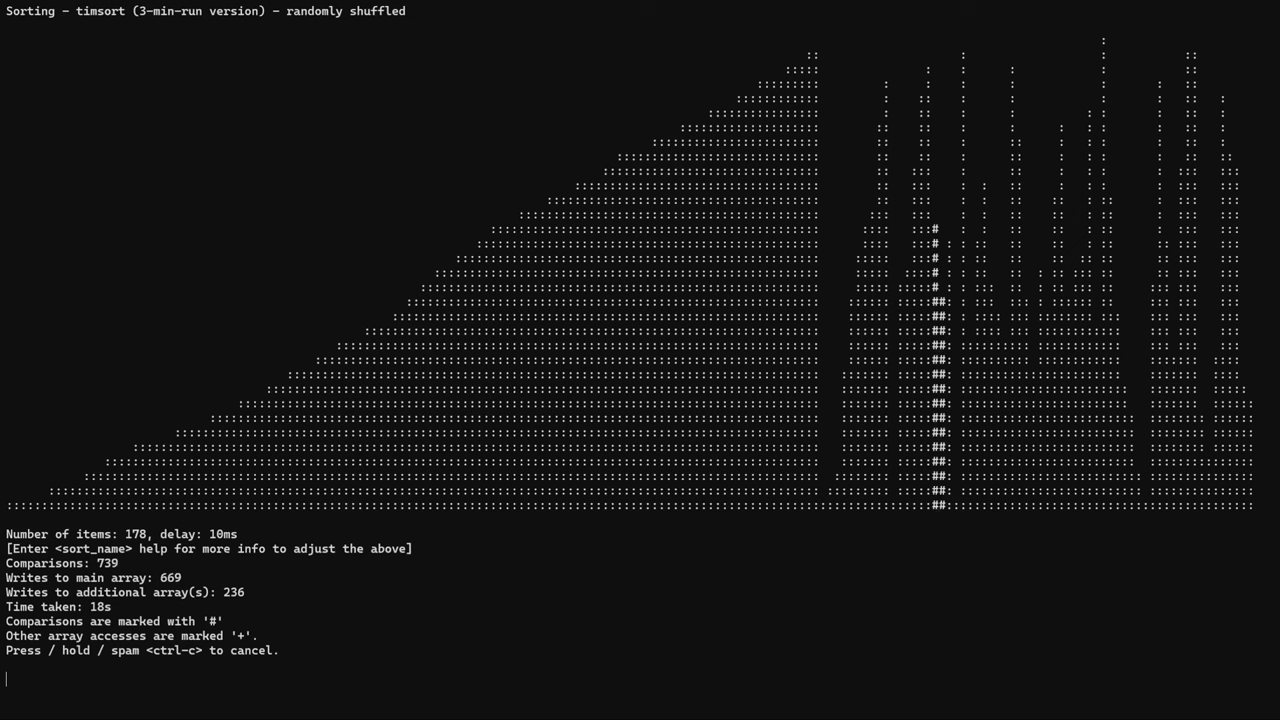 Sorting - timsort (3-min-run version) - randomly shuffled
Number of items: 178, delay: 10ms
[Enter <sort_name> help for more info to adjust the above]
Comparisons: 739
Writes to main array: 669
Writes to additional array(s): 236
Time taken: 18s
Comparisons are marked with '#'
Other array accesses are marked '+'.
Press / hold / spam <ctrl-c> to cancel.